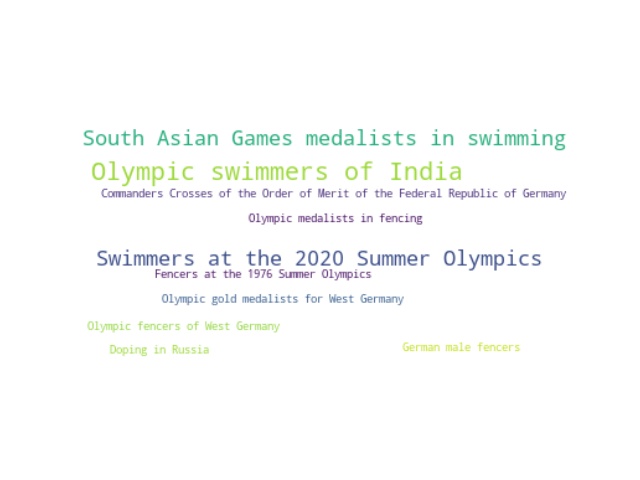 South Asian Games medalists in swimming
Olympic swimmers of India
Commanders Crosses of the Order of Merit of the Federal Republic of Germany
Olympic medalists in fencing
Swimmers at the 2020 Summer Olympics
Fencers at the 1976 Summer Olympics
Olympic gold medalists for West Germany
Olympic fencers of West Germany
Doping in Russia
German male fencers